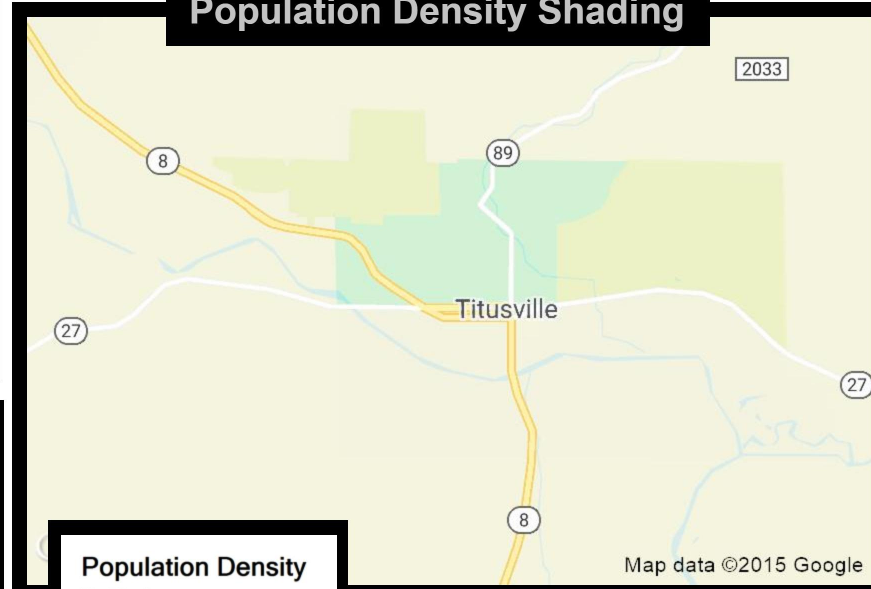 Population Density Shading
2033
89
8
Titusville
27
27
8
Population Density
Map data ©2015 Google